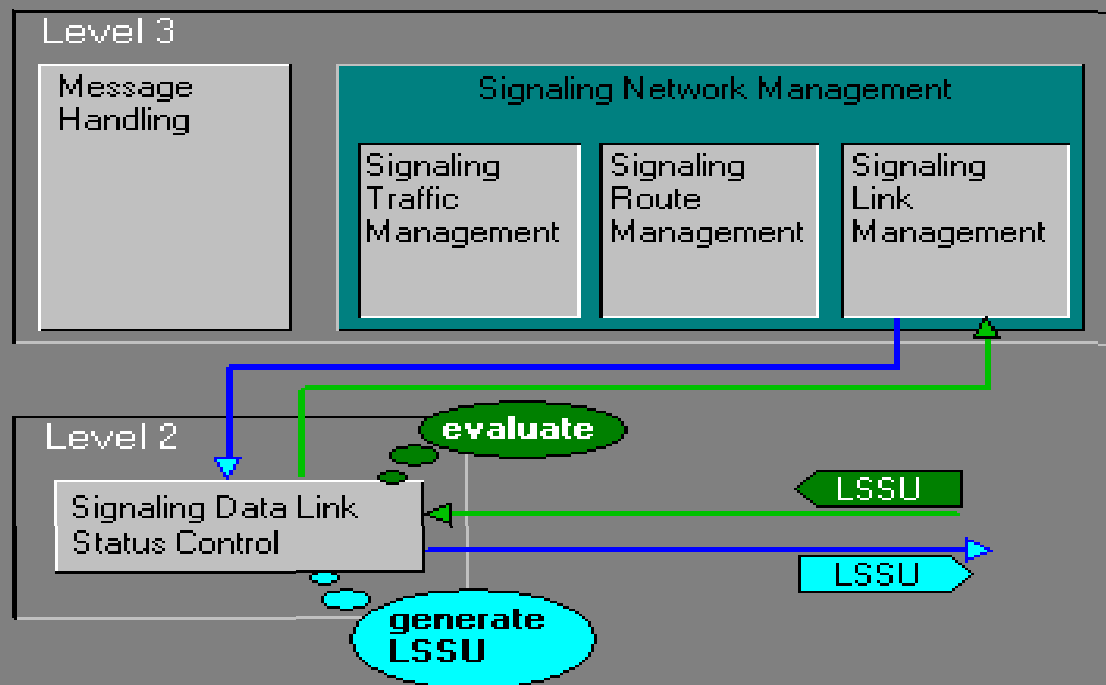 Level 3
Message
Handling
Signaling Network Management
Signaling
Traffic
Management
Signaling
Route
Management
Signaling
Link
Management
Level 2
evaluate
Signaling Data Link
Status Control
LSSU
LSSU
generate
LSSU